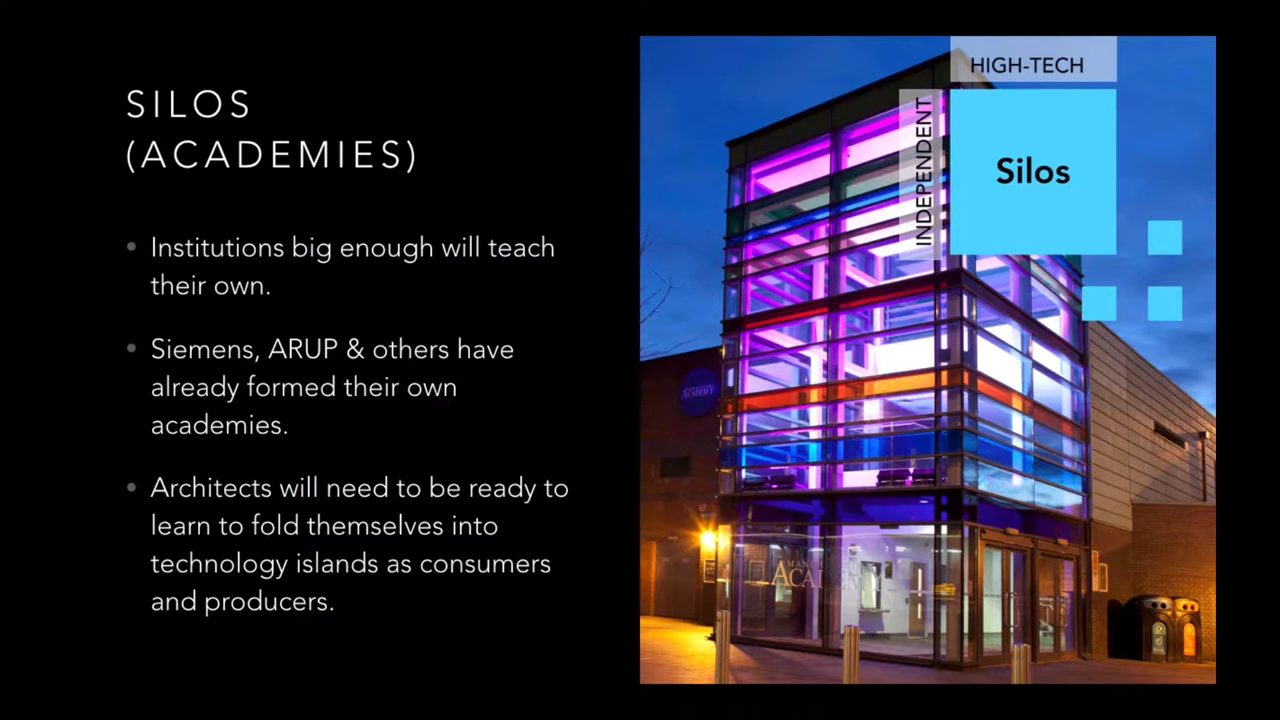 SILOS
(ACADEMIES)
Institutions big enough will teach
their own.
Siemens, ARUP & others have
already formed their own
academies.
Architects will need to be ready to
learn to fold themselves into
technology islands as consumers
and producers.
HIGH-TECH
INDEPENDENT
Silos
ACADEMY